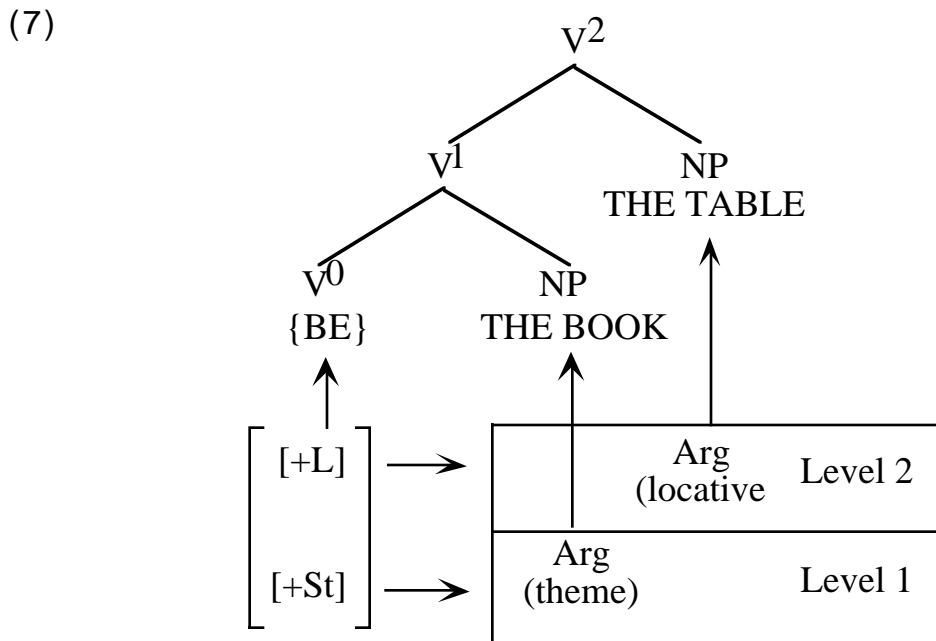 (7)
V2
V1
NP
THE TABLE
V0
NP
{BE}
THE BOOK
[+L]
Arg
(locative
Level 2
[+St]
Arg
(theme)
Level 1